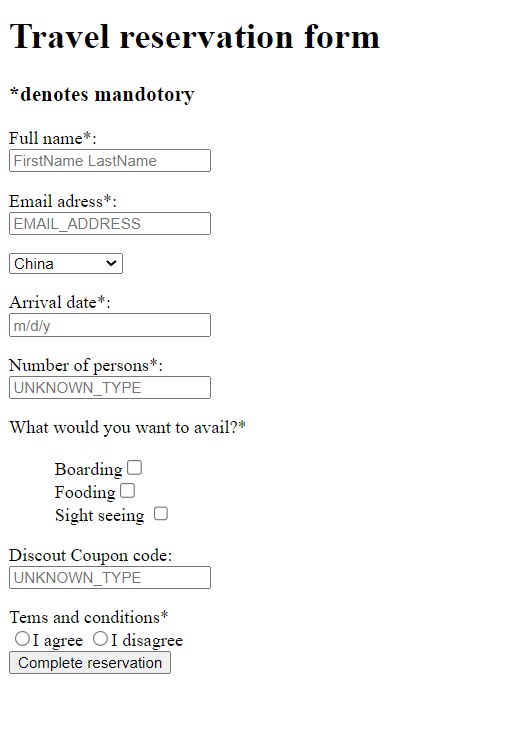 Travel reservation form
*denotes mandotory
Full name*:
FirstName LastName
Email adress*:
EMAIL_ADDRESS
China
Arrival date*:
m/d/y
Number of persons*:
UNKNOWN_TYPE
What would you want to avail?*
Boarding
Fooding
Sight seeing
Discout Coupon code:
UNKNOWN_TYPE
Tems and conditions*
I agree I disagree
Complete reservation